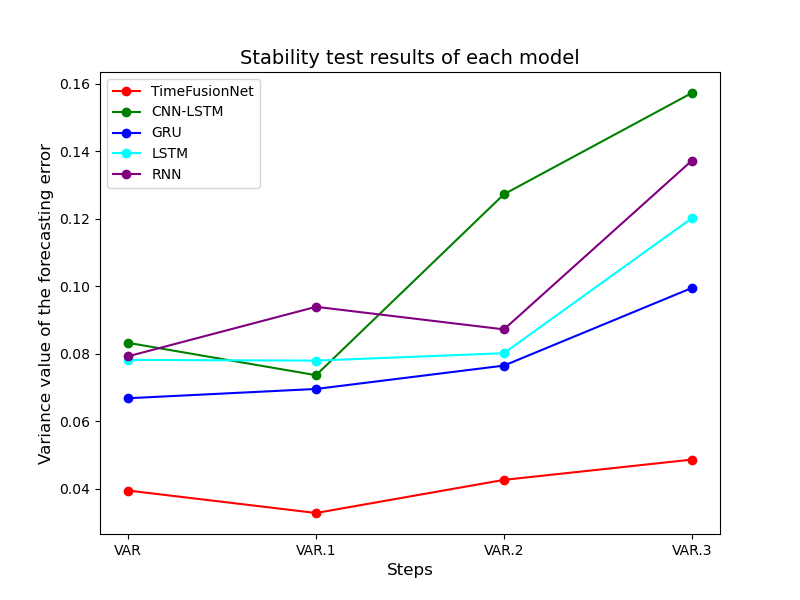 Stability test results of each model
TimeFusionNet
CNN-LSTM
GRU
LSTM
RNN
Variance value of the forecasting error
0.16
0.14
0.12
0.10
0.08
0.06
0.04
VAR
VAR.1
VAR.2
VAR.3
Steps